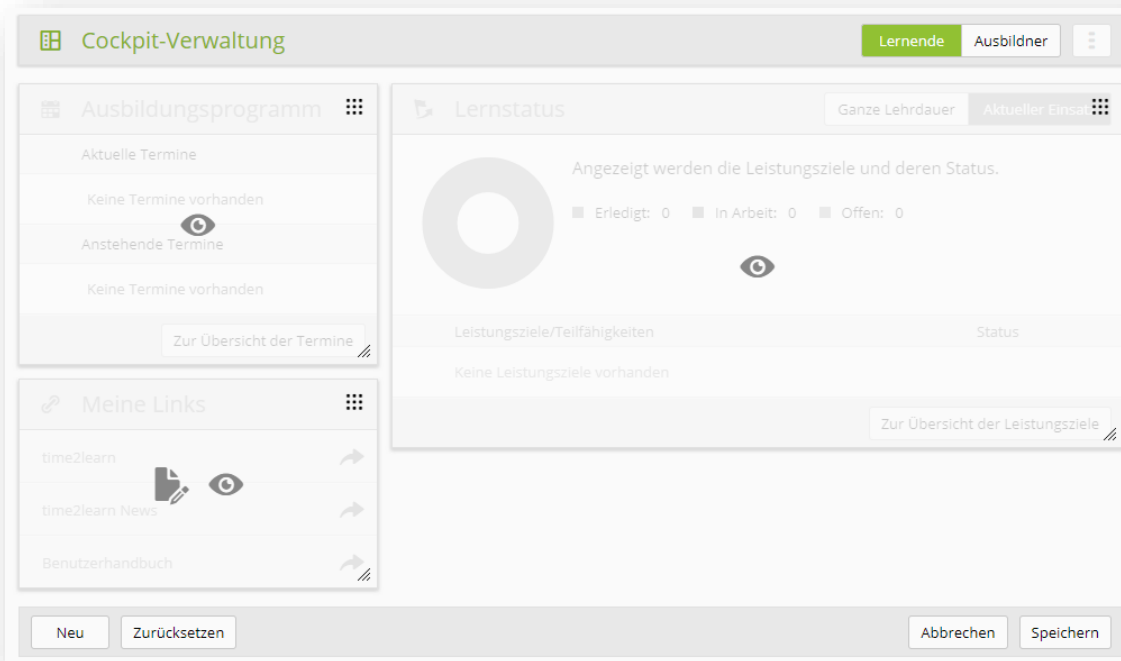 Cockpit-Verwaltung
Lernende
Ausbildner
Ausbildungsprogramm
Aktuelle Termine
Keine Termine vorhanden
Anstehende Termine
Keine Termine vorhanden
Zur Übersicht der Termine
Lernstatus
Ganze Lehrdauer
Aktueller Einsatz
Angezeigt werden die Leistungsziele und deren Status.
Erledigt: 0 In Arbeit: 0 Offen: 0
Leistungsziele/Teilfähigkeiten Status
Keine Leistungsziele vorhanden
Zur Übersicht der Leistungsziele
Meine Links
time2learn
time2learn News
Benutzerhandbuch
Neu
Zurücksetzen
Abbrechen
Speichern